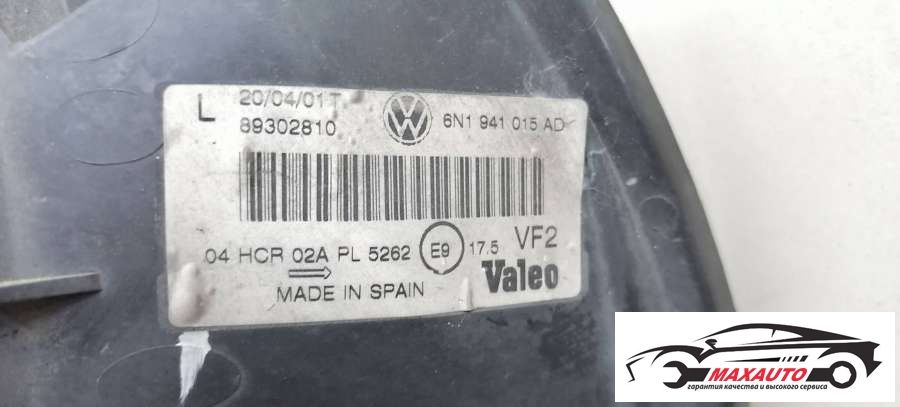 L 20/04/01T
89302810
6N1 941 015 AD
04 HCR 02A PL 5262 E9 17.5 VF2
MADE IN SPAIN
Valeo
MAXAUTO
гарантия качества и высокого сервиса